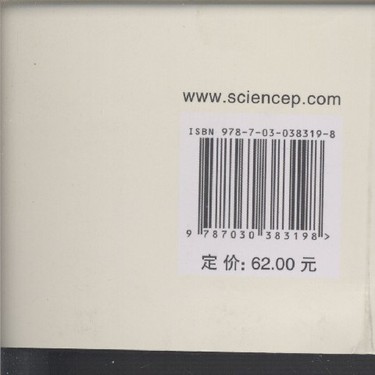 www.sciencep.com
ISBN 978-7-03-038319-8
9 787030 383198>
定 价: 62.00 元